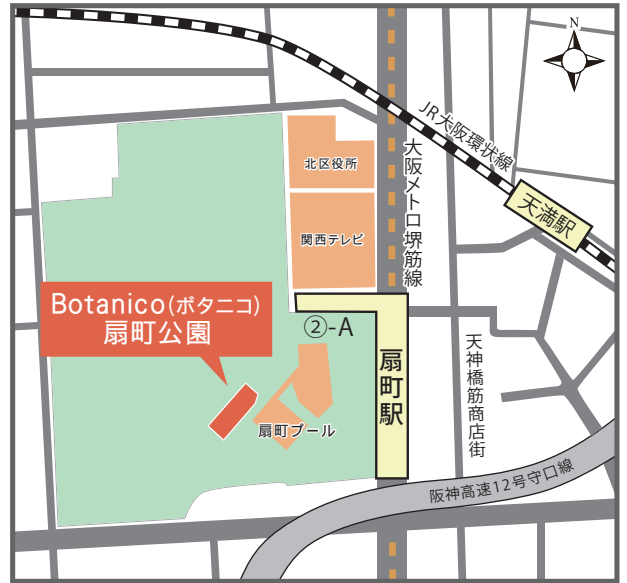 N
JR大阪環状線
北区役所
大阪メトロ堺筋線
天満駅
関西テレビ
Botanico(ボタニコ)
扇町公園
②-A
扇町駅
天神橋筋商店街
扇町プール
阪神高速12号守口線